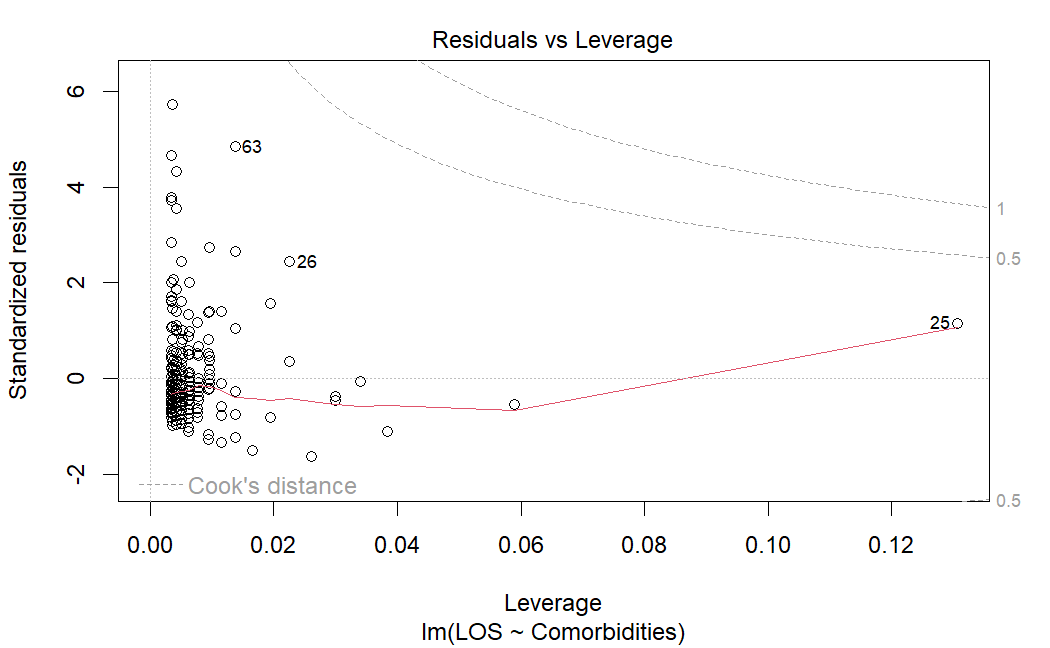 Residuals vs Leverage
Standardized residuals
6
4
2
0
-2
63
26
25
1
0.5
0.5
Cook's distance
0.00 0.02 0.04 0.06 0.08 0.10 0.12
Leverage
lm(LOS ~ Comorbidities)